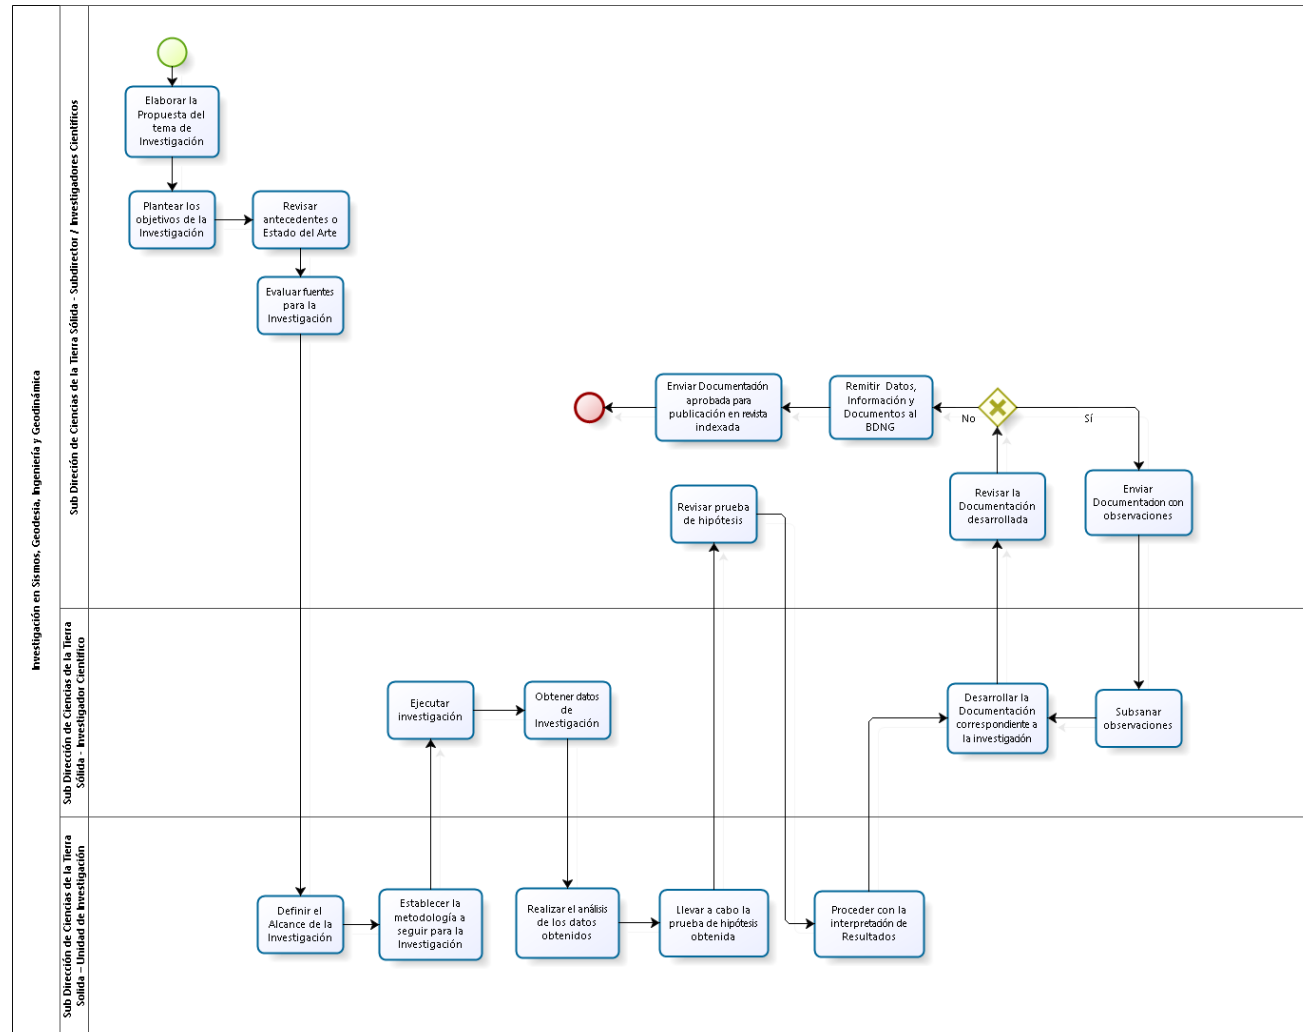 Investigación en Sismos, Geodesia, Ingeniería y Geodinámica
Sub Direción de Ciencias de la Tierra Sólida - Subdirector / Investigadores Científicos
Elaborar la
Propuesta del
tema de
Investigación
Plantear los
objetivos de la
Investigación
Revisar
antecedentes o
Estado del Arte
Evaluar fuentes
para la
Investigación
Enviar Documentación
aprobada para
publicación en revista
indexada
Remitir Datos,
Información y
Documentos al
BDNG
No
Sí
Revisar prueba
de hipótesis
Revisar la
Documentación
desarrollada
Enviar
Documentacion con
observaciones
Sub Dirección de Ciencias de la Tierra
Sólida - Investigador Científico
Ejecutar
investigación
Obtener datos
de
Investigación
Desarrollar la
Documentación
correspondiente a
la investigación
Subsanar
observaciones
Sub Dirección de Ciencias de la Tierra
Solida – Unidad de Investigación
Definir el
Alcance de la
Investigación
Establecer la
metodología a
seguir para la
Investigación
Realizar el análisis
de los datos
obtenidos
Llevar a cabo la
prueba de hipótesis
obtenida
Proceder con la
interpretación de
Resultados